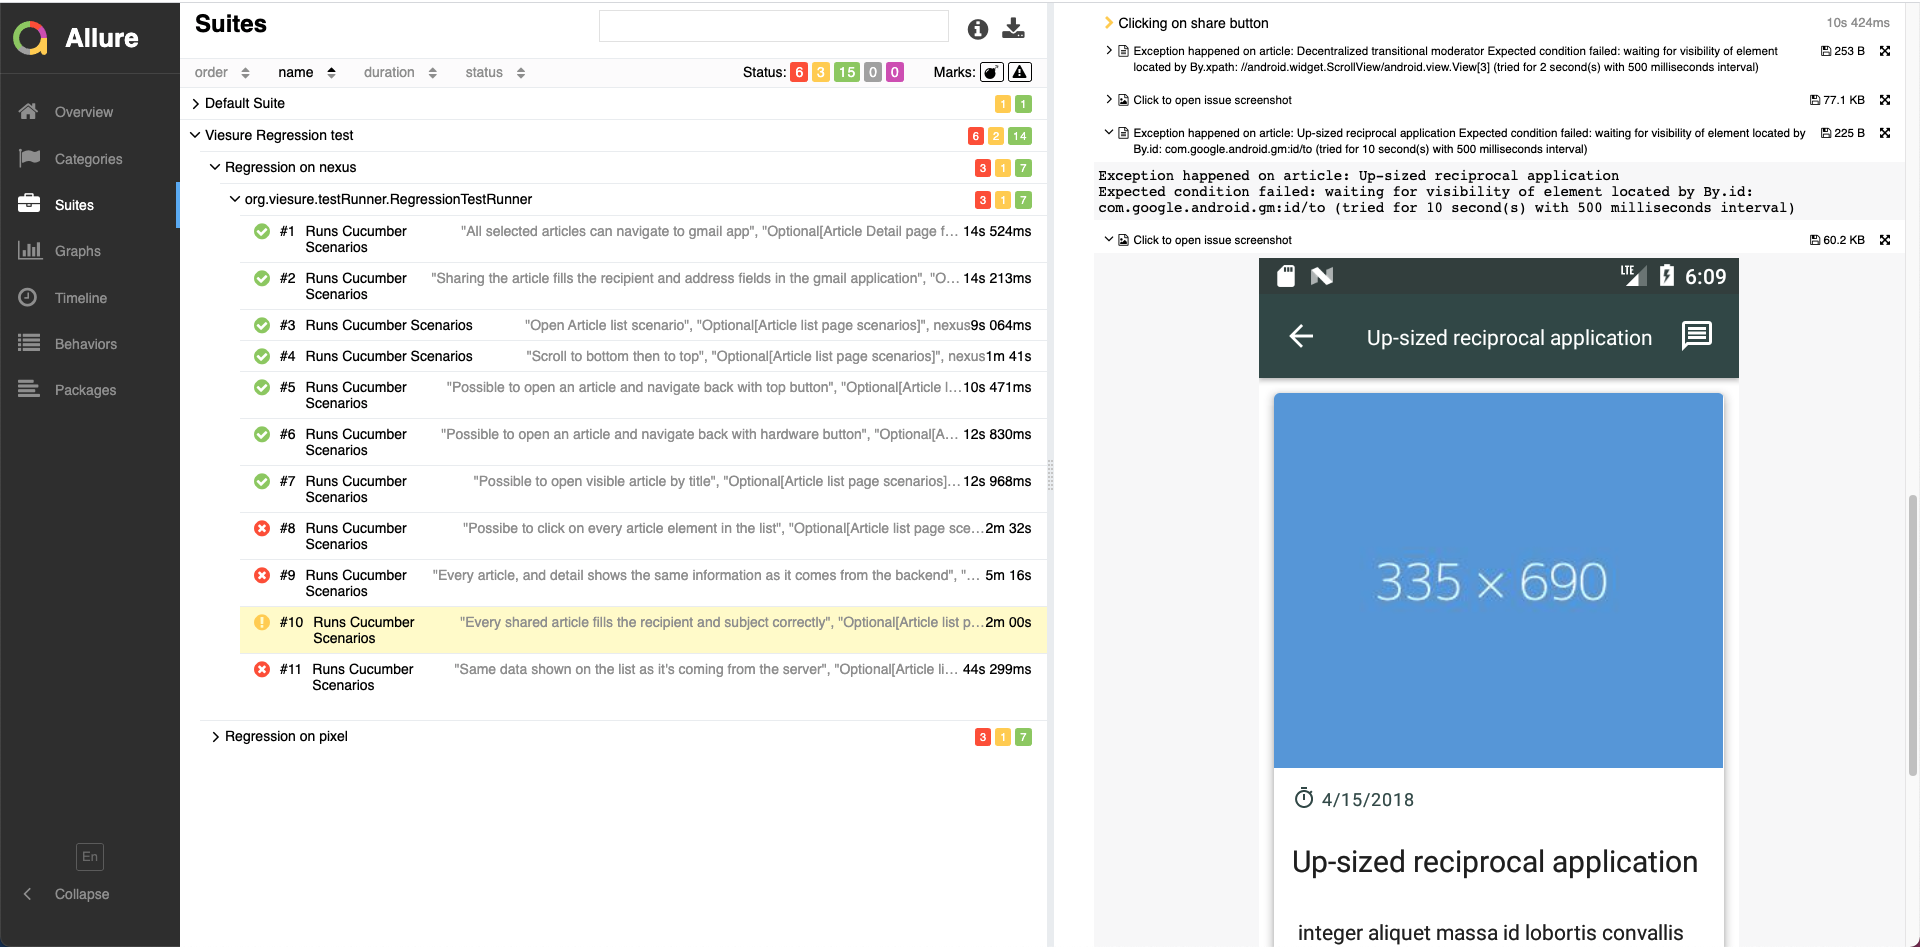 Allure
Overview
Categories
Suites
Graphs
Timeline
Behaviors
Packages
En
Collapse
Suites
order name duration status
Status: 6 3 15 0 0 Marks:
Default Suite 1 1
Viesure Regression test 6 2 14
Regression on nexus 3 1 7
org.viesure.testRunner.RegressionTestRunner 3 1 7
#1 Runs Cucumber Scenarios "All selected articles can navigate to gmail app", "Optional[Article Detail page f... 14s 524ms
#2 Runs Cucumber Scenarios "Sharing the article fills the recipient and address fields in the gmail application", "O... 14s 213ms
#3 Runs Cucumber Scenarios "Open Article list scenario", "Optional[Article list page scenarios]", nexus 9s 064ms
#4 Runs Cucumber Scenarios "Scroll to bottom then to top", "Optional[Article list page scenarios]", nexus 1m 41s
#5 Runs Cucumber Scenarios "Possible to open an article and navigate back with top button", "Optional[Article l... 10s 471ms
#6 Runs Cucumber Scenarios "Possible to open an article and navigate back with hardware button", "Optional[A... 12s 830ms
#7 Runs Cucumber Scenarios "Possible to open visible article by title", "Optional[Article list page scenarios]... 12s 968ms
#8 Runs Cucumber Scenarios "Possibe to click on every article element in the list", "Optional[Article list page sce... 2m 32s
#9 Runs Cucumber Scenarios "Every article, and detail shows the same information as it comes from the backend", "... 5m 16s
#10 Runs Cucumber Scenarios "Every shared article fills the recipient and subject correctly", "Optional[Article list p... 2m 00s
#11 Runs Cucumber Scenarios "Same data shown on the list as it's coming from the server", "Optional[Article li... 44s 299ms
Regression on pixel 3 1 7
Clicking on share button 10s 424ms
Exception happened on article: Decentralized transitional moderator Expected condition failed: waiting for visibility of element 253 B
located by By.xpath: //android.widget.ScrollView/android.view.View[3] (tried for 2 second(s) with 500 milliseconds interval)
Click to open issue screenshot 77.1 KB
Exception happened on article: Up-sized reciprocal application Expected condition failed: waiting for visibility of element located by 225 B
By.id: com.google.android.gm:id/to (tried for 10 second(s) with 500 milliseconds interval)
Exception happened on article: Up-sized reciprocal application
Expected condition failed: waiting for visibility of element located by By.id:
com.google.android.gm:id/to (tried for 10 second(s) with 500 milliseconds interval)
Click to open issue screenshot 60.2 KB
LTE 6:09
Up-sized reciprocal application
335 × 690
4/15/2018
Up-sized reciprocal application
integer aliquet massa id lobortis convallis